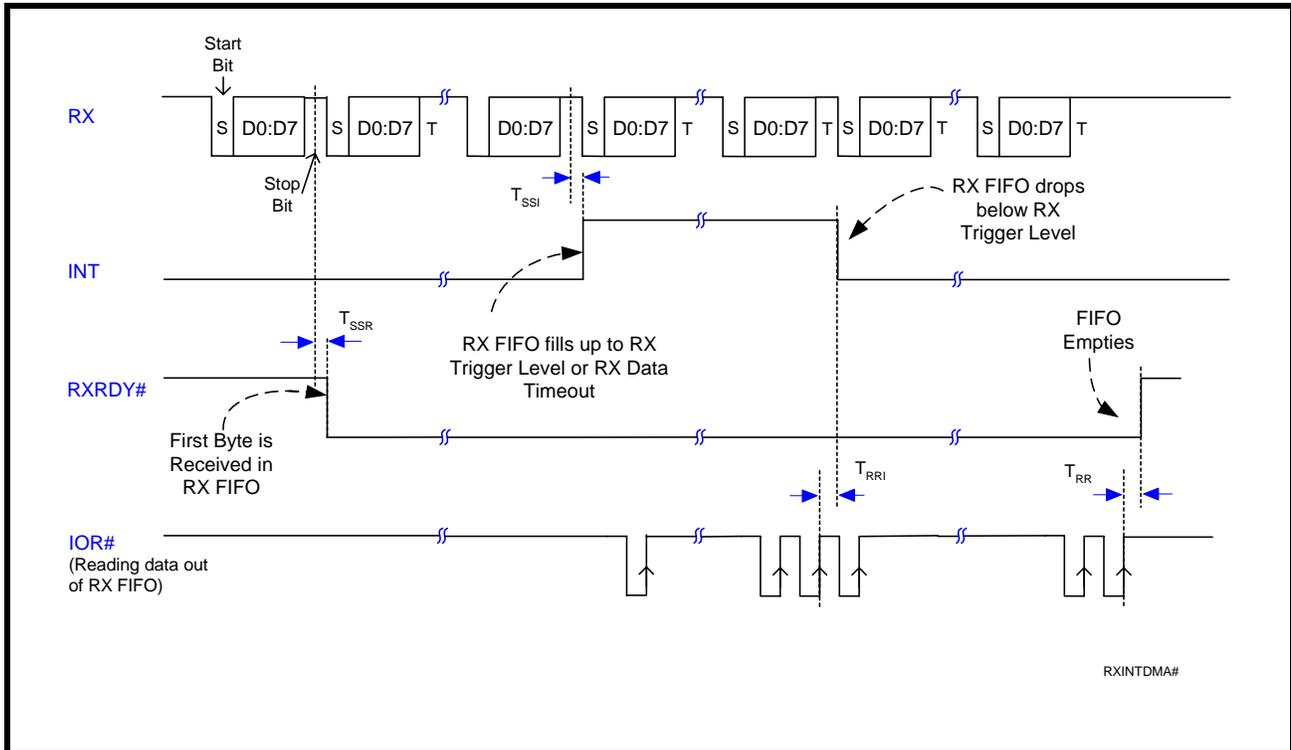 Start
Bit
RX
S D0:D7 S D0:D7 T D0:D7 S D0:D7 T S D0:D7 T S D0:D7 T S D0:D7 T
Stop
Bit
TSSI
RX FIFO drops
below RX
Trigger Level
INT
TSSR
RX FIFO fills up to RX
Trigger Level or RX Data
Timeout
FIFO
Empties
RXRDY#
First Byte is
Received in
RX FIFO
TRRI
TRR
IOR#
(Reading data out
of RX FIFO)
RXINTDMA#